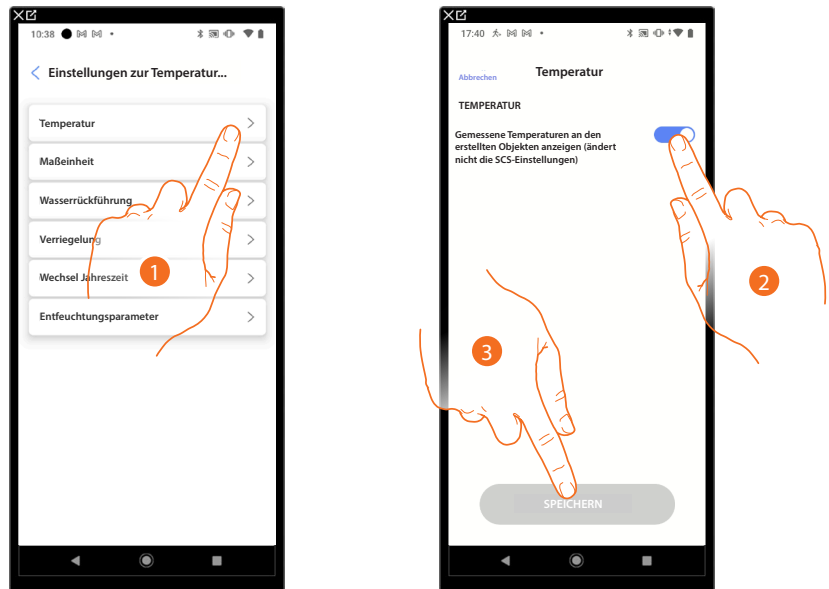 10:38
Einstellungen zur Temperatur...
Temperatur
Maßeinheit
Wasserrückführung
Verriegelung
Wechsel Jahreszeit
Entfeuchtungsparameter
1
17:40
Abbrechen
Temperatur
TEMPERATUR
Gemessene Temperaturen an den
erstellten Objekten anzeigen (ändert
nicht die SCS-Einstellungen)
2
3
SPEICHERN